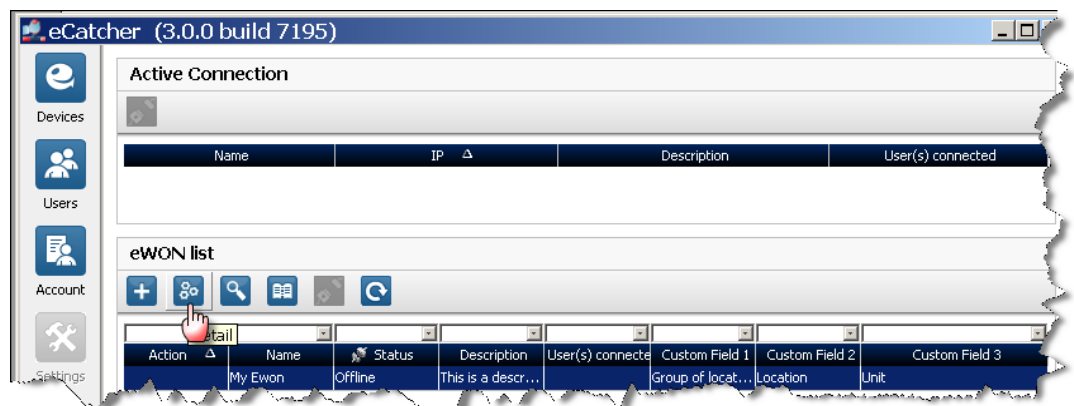 eCatcher (3.0.0 build 7195)
Active Connection
Devices
Name IP Description User(s) connected
Users
eWON list
Account
etail
Action Name Status Description User(s) connecte Custom Field 1 Custom Field 2 Custom Field 3
Settings
My Ewon Offline This is a descr... Group of locat... Location Unit